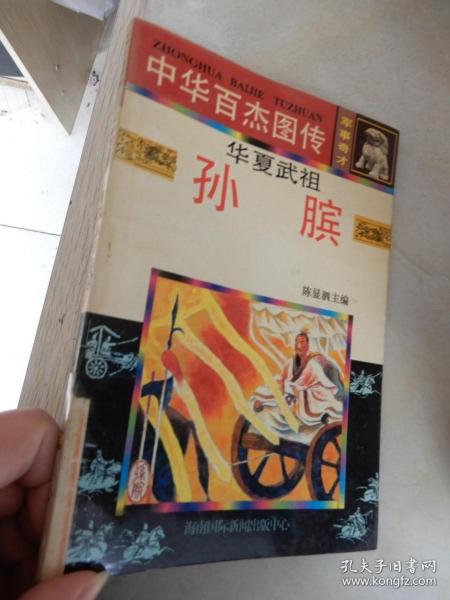 ZHONGHUA BAIJIE TUZHUAN
中华百杰图传
军事奇才
华夏武祖
孙膑
陈显泗主编
海南国际新闻出版中心
孔夫子旧书网
www.kongfz.com